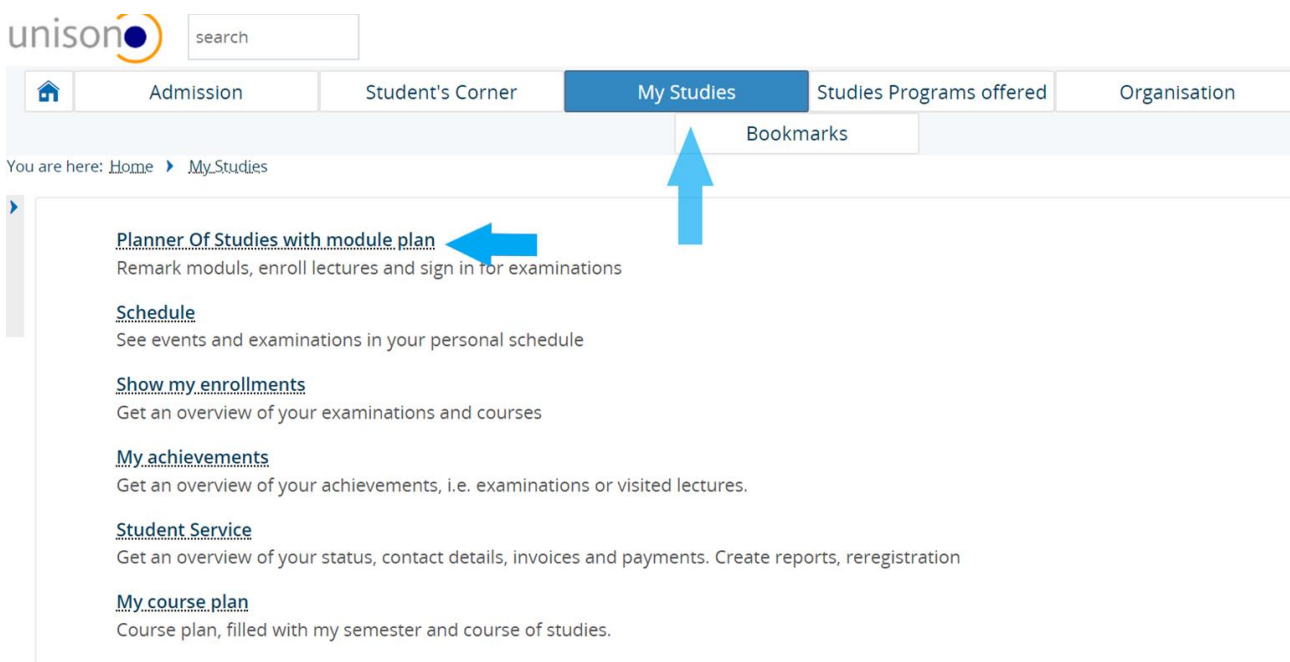 unisono
search
Admission Student's Corner My Studies Studies Programs offered Organisation
Bookmarks
You are here: Home My Studies
Planner Of Studies with module plan
Remark moduls, enroll lectures and sign in for examinations
Schedule
See events and examinations in your personal schedule
Show my enrollments
Get an overview of your examinations and courses
My achievements
Get an overview of your achievements, i.e. examinations or visited lectures.
Student Service
Get an overview of your status, contact details, invoices and payments. Create reports, reregistration
My course plan
Course plan, filled with my semester and course of studies.